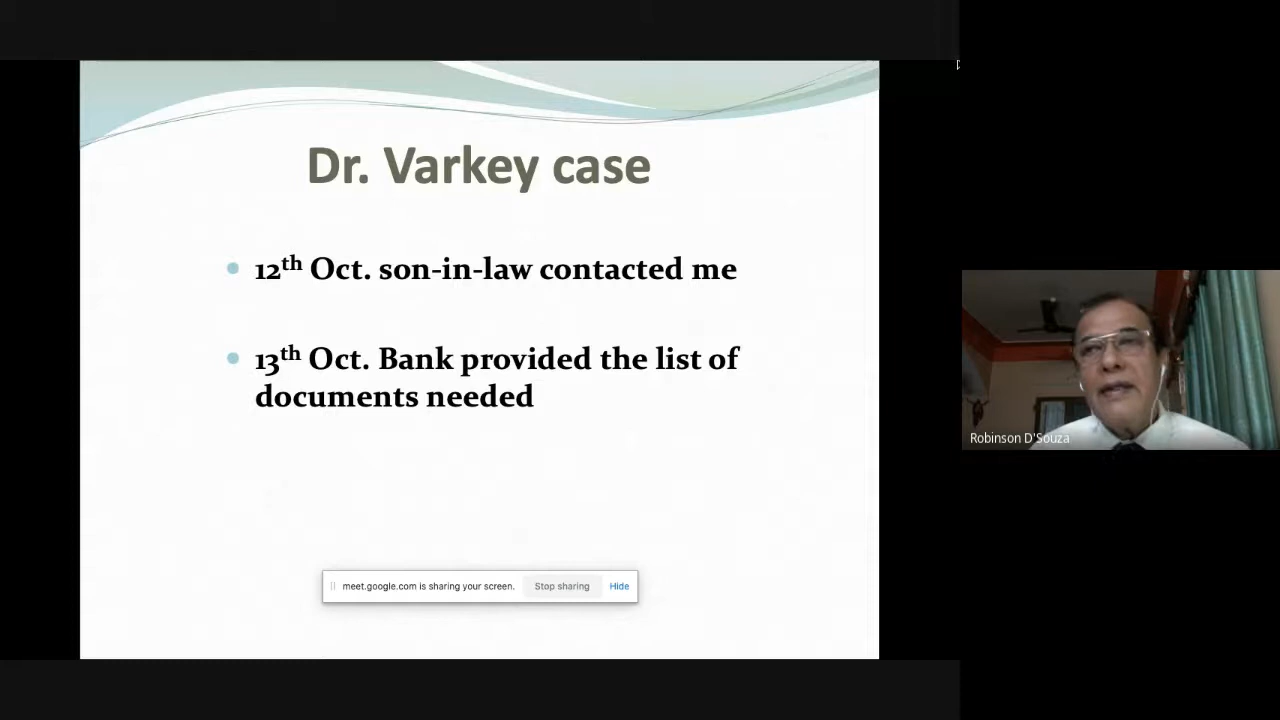 Dr. Varkey case
• 12th Oct. son-in-law contacted me
• 13th Oct. Bank provided the list of
documents needed
meet.google.com is sharing your screen. Stop sharing Hide
Robinson D'Souza